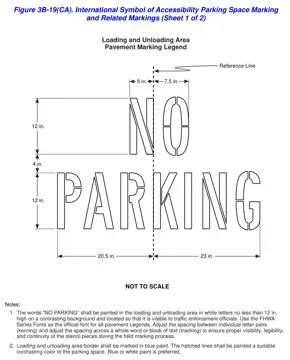 Figure 3B-19(CA). International Symbol of Accessibility Parking Space Marking
and Related Markings (Sheet 1 of 2)
Loading and Unloading Area
Pavement Marking Legend
Reference Line
5 in.
7.5 in.
NO
12 in.
4 in.
PARKING
12 in.
20.5 in.
23 in
NOT TO SCALE
Notes:
1. The words "NO PARKING" shall be painted in the loading and unloading area in white letters no less than 12 in.
high on a contrasting background and located so that it is visible to traffic enforcement officials. Use the FHWA
Series Fonts as the official font for all pavement Legends. Adjust the spacing between individual letter pairs
(kerning) and adjust the spacing across a whole word or block of text (tracking) to ensure proper visibility, legibility,
and continuity of the stencil pieces during the field marking process.
2. Loading and unloading area border shall be marked in blue paint. The hatched lines shall be painted a suitable
contrasting color to the parking space. Blue or white paint is preferred.